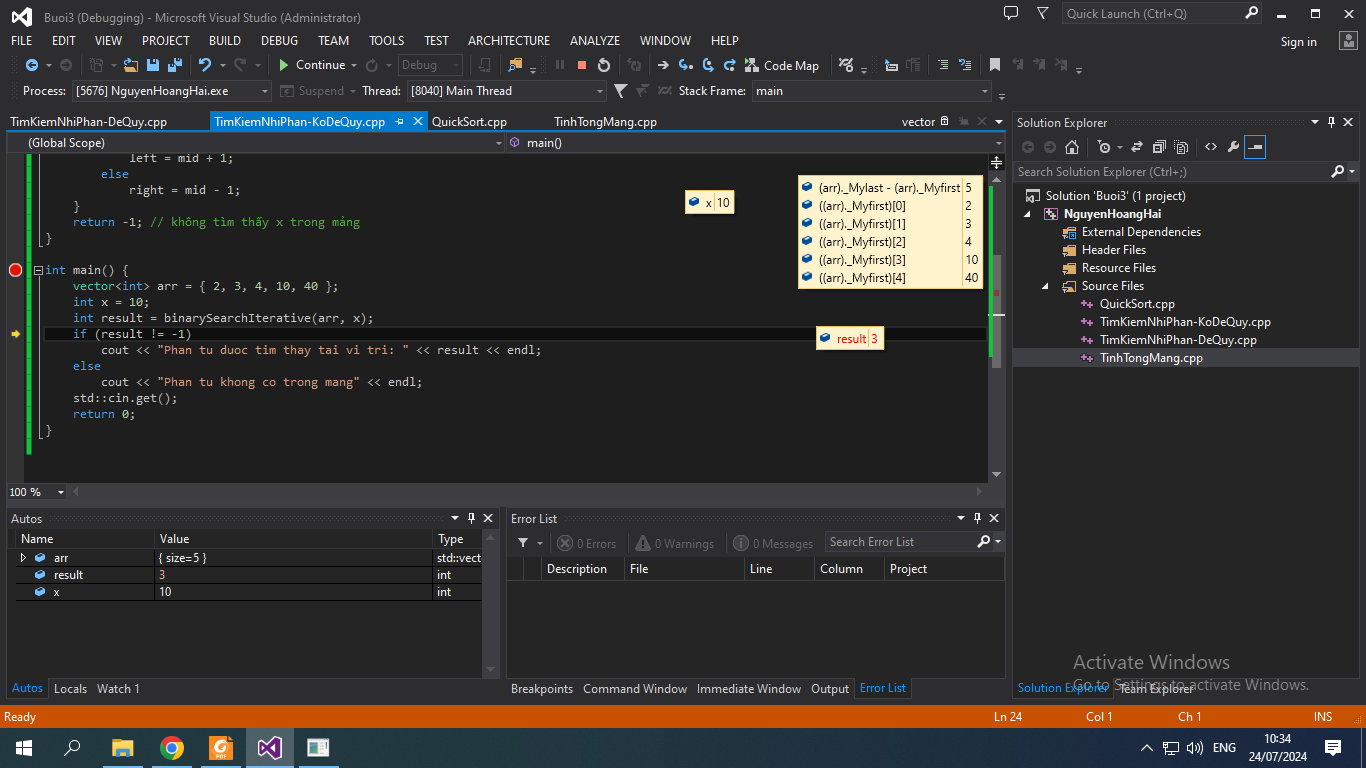 Buoi3 (Debugging) - Microsoft Visual Studio (Administrator)
Quick Launch (Ctrl+Q)
FILE EDIT VIEW PROJECT BUILD DEBUG TEAM TOOLS TEST ARCHITECTURE ANALYZE WINDOW HELP
Sign in
Continue Debug Code Map
Process: [5676] NguyenHoangHai.exe Suspend Thread: [8040] Main Thread Stack Frame: main
TimKiemNhiPhan-DeQuy.cpp TimKiemNhiPhan-KoDeQuy.cpp QuickSort.cpp TinhTongMang.cpp vector
(Global Scope) main()
left = mid + 1;
else
right = mid - 1;
}
return -1; // không tìm thấy x trong mảng
}
int main() {
vector<int> arr = { 2, 3, 4, 10, 40 };
int x = 10;
int result = binarySearchIterative(arr, x);
if (result != -1)
cout << "Phan tu duoc tim thay tai vi tri: " << result << endl;
else
cout << "Phan tu khong co trong mang" << endl;
std::cin.get();
return 0;
}
x 10
(arr)._Mylast - (arr)._Myfirst 5
((arr)._Myfirst)[0] 2
((arr)._Myfirst)[1] 3
((arr)._Myfirst)[2] 4
((arr)._Myfirst)[3] 10
((arr)._Myfirst)[4] 40
result 3
100 %
Solution Explorer
Search Solution Explorer (Ctrl+;)
Solution 'Buoi3' (1 project)
NguyenHoangHai
External Dependencies
Header Files
Resource Files
Source Files
QuickSort.cpp
TimKiemNhiPhan-KoDeQuy.cpp
TimKiemNhiPhan-DeQuy.cpp
TinhTongMang.cpp
Autos
Name Value Type
arr { size=5 } std::vect
result 3 int
x 10 int
Autos Locals Watch 1
Error List
0 Errors 0 Warnings 0 Messages Search Error List
Description File Line Column Project
Breakpoints Command Window Immediate Window Output Error List
Activate Windows
Go to Settings to activate Windows.
Solution Explorer Team Explorer
Ready Ln 24 Col 1 Ch 1 INS
PDF
ENG
10:34
24/07/2024